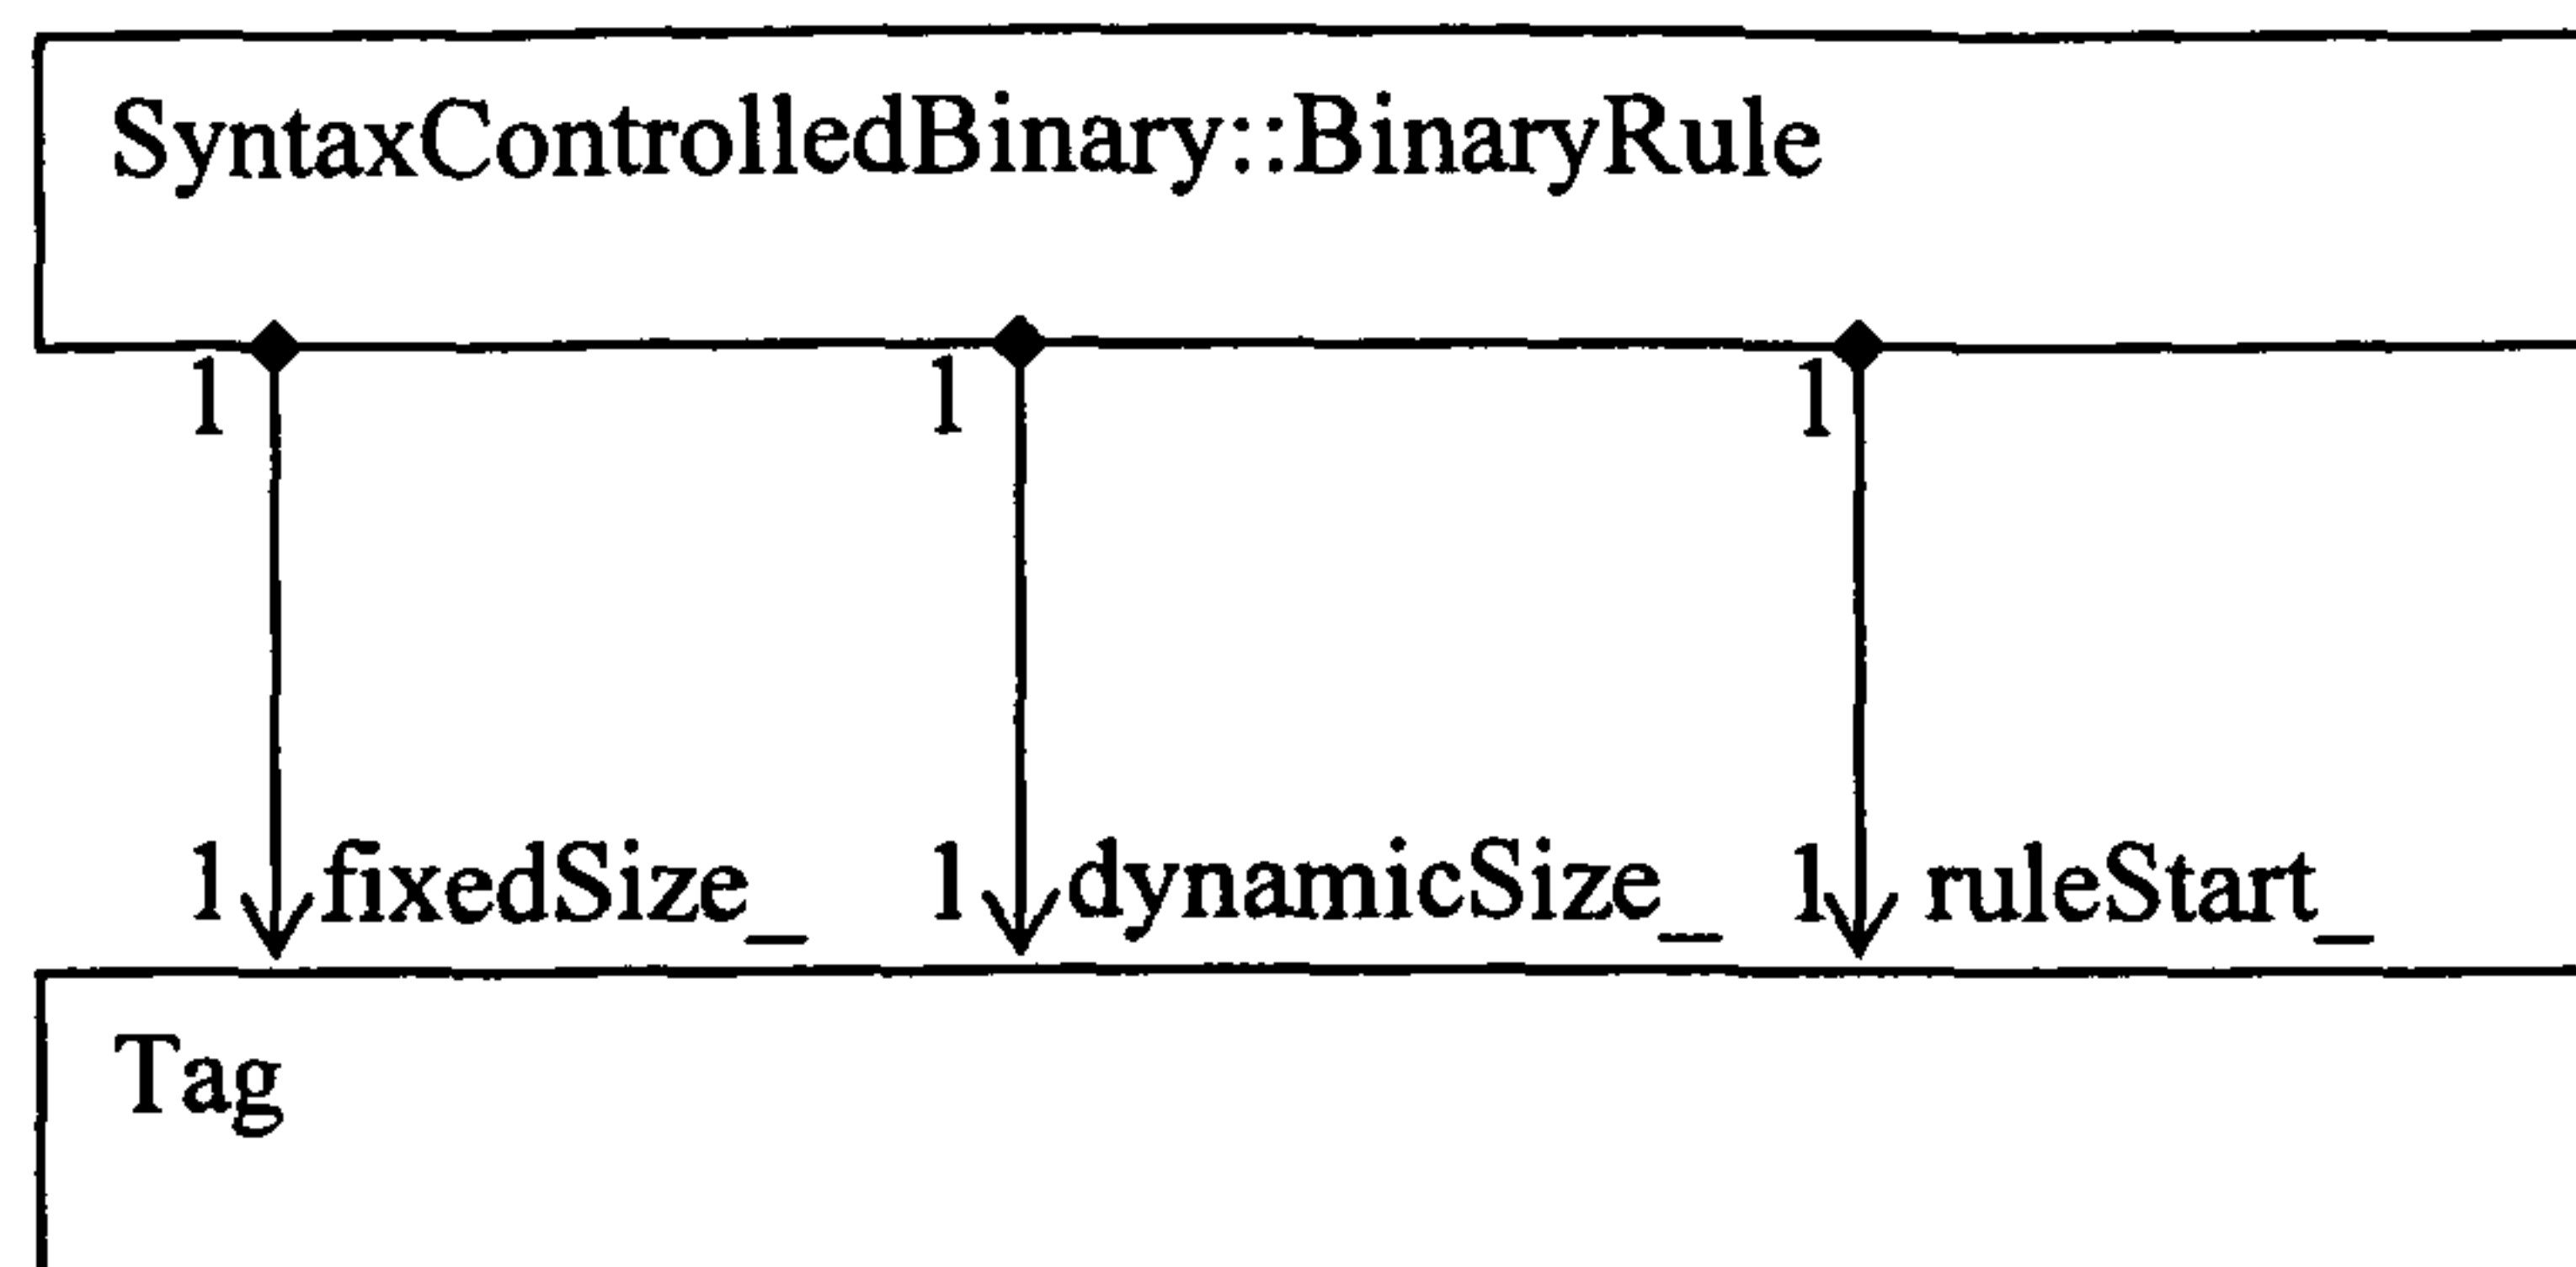 SyntaxControlledBinary::BinaryRule
1 1 1
1 fixedSize_ 1 dynamicSize_ 1 ruleStart_
Tag